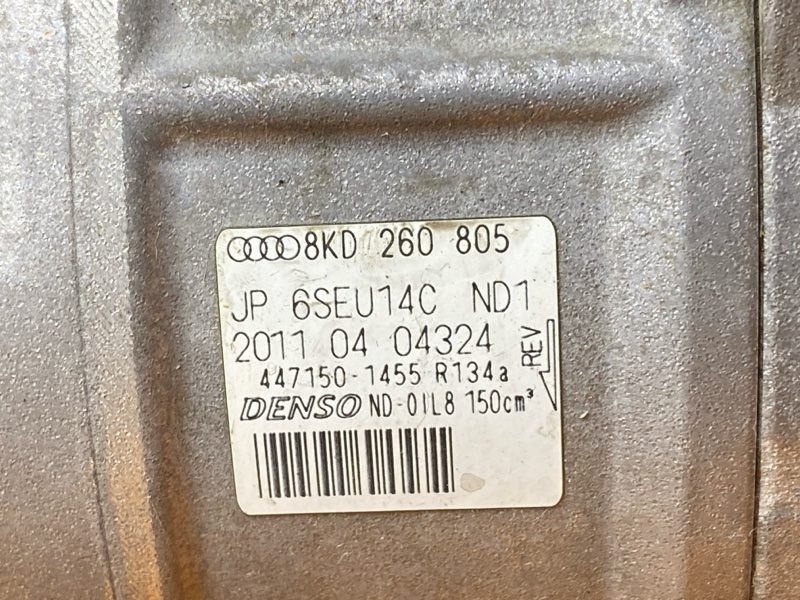 8KD 260 805
JP 6SEU14C ND1
2011 04 04324
REV
447150-1455 R134a
DENSO ND-OIL8 150cm³